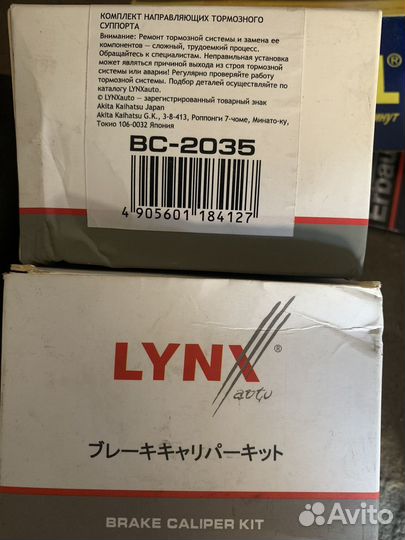 КОМПЛЕКТ НАПРАВЛЯЮЩИХ ТОРМОЗНОГО
СУППОРТА
Внимание: Ремонт тормозной системы и замена ее
компонентов — сложный, трудоемкий процесс.
Обращайтесь к специалистам. Неправильная установка
может являться причиной выхода из строя тормозной
системы или аварии! Регулярно проверяйте работу
тормозной системы. Подбор деталей осуществляйте по
каталогу LYNXauto.
© LYNXauto — зарегистрированный товарный знак
Akita Kaihatsu Japan
Akita Kaihatsu G.K., 3-8-413, Роппонги 7-чоме, Минато-ку,
Токио 106-0032 Япония
BC-2035
4 905601 184127
LYNX ®
auto
ブレーキキャリパーキット
BRAKE CALIPER KIT
Avito